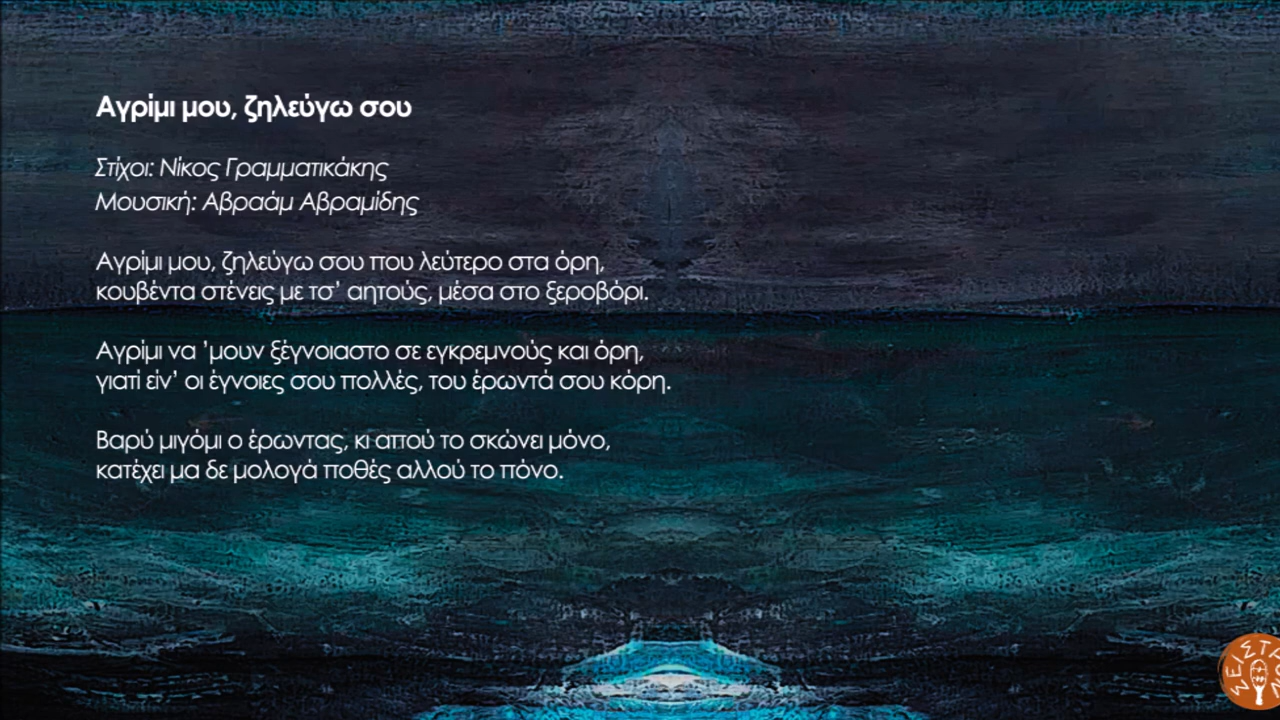 Αγρίμι μου, ζηλεύγω σου
Στίχοι: Νίκος Γραμματικάκης
Μουσική: Αβραάμ Αβραμίδης
Αγρίμι μου, ζηλεύγω σου που λεύτερο στα όρη,
κουβέντα στένεις με τσ’ αητούς, μέσα στο ξεροβόρι.
Αγρίμι να ’μουν ξέγνοιαστο σε εγκρεμνούς και όρη,
γιατί είν’ οι έγνοιες σου πολλές, του έρωντά σου κόρη.
Βαρύ μιγόμι ο έρωντας, κι απού το σκώνει μόνο,
κατέχει μα δε μολογά ποθές αλλού το πόνο.